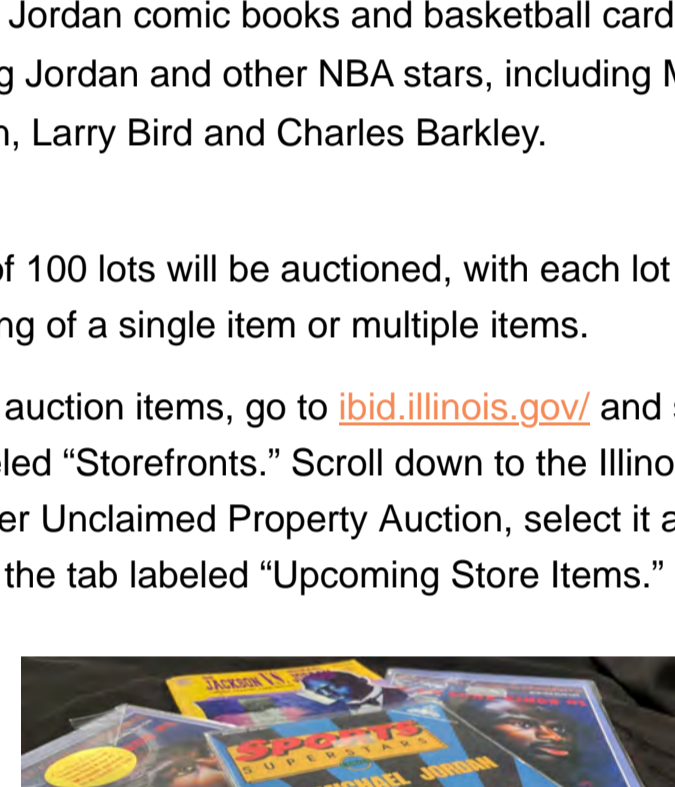 Jordan comic books and basketball card
g Jordan and other NBA stars, including
n, Larry Bird and Charles Barkley.
of 100 lots will be auctioned, with each lot
ng of a single item or multiple items.
auction items, go to ibid.illinois.gov/ and
led “Storefronts.” Scroll down to the Illino
er Unclaimed Property Auction, select it a
the tab labeled “Upcoming Store Items.”
JACKSON
SPORTS
SUPERSTARS
MICHAEL JORDAN